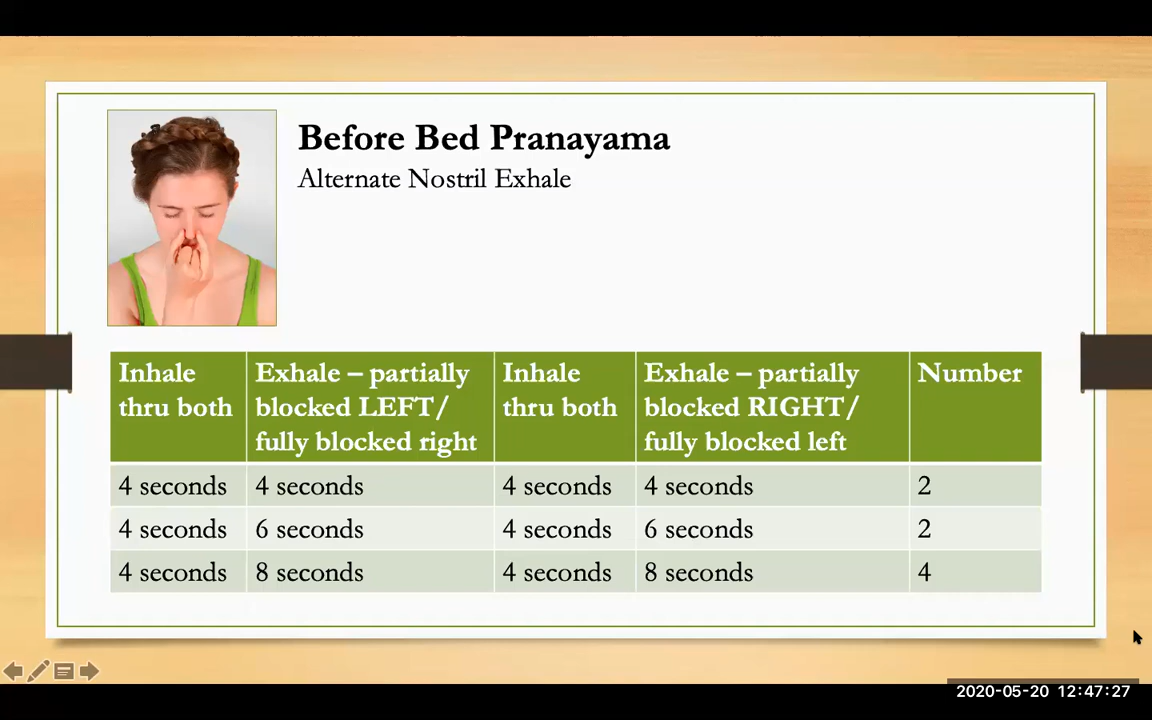 Before Bed Pranayama
Alternate Nostril Exhale
Inhale thru both | Exhale – partially blocked LEFT/ fully blocked right | Inhale thru both | Exhale – partially blocked RIGHT/ fully blocked left | Number
4 seconds | 4 seconds | 4 seconds | 4 seconds | 2
4 seconds | 6 seconds | 4 seconds | 6 seconds | 2
4 seconds | 8 seconds | 4 seconds | 8 seconds | 4
2020-05-20 12:47:27